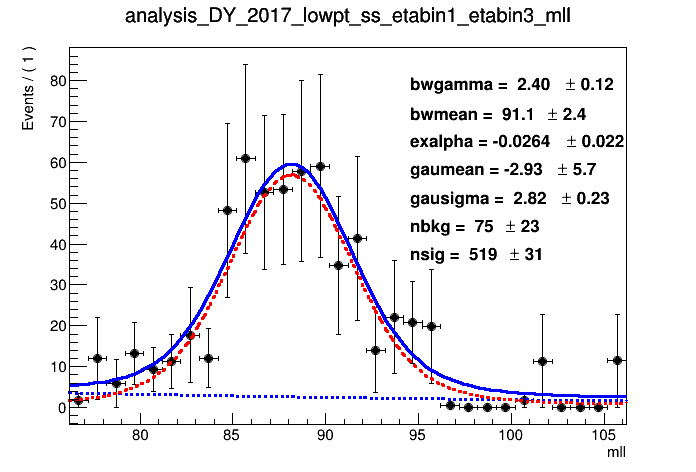 analysis_DY_2017_lowpt_ss_etabin1_etabin3_mll
Events / ( 1 )
bwgamma = 2.40 ± 0.12
bwmean = 91.1 ± 2.4
exalpha = -0.0264 ± 0.022
gaumean = -2.93 ± 5.7
gausigma = 2.82 ± 0.23
nbkg = 75 ± 23
nsig = 519 ± 31
80
70
60
50
40
30
20
10
0
80 85 90 95 100 105
mll